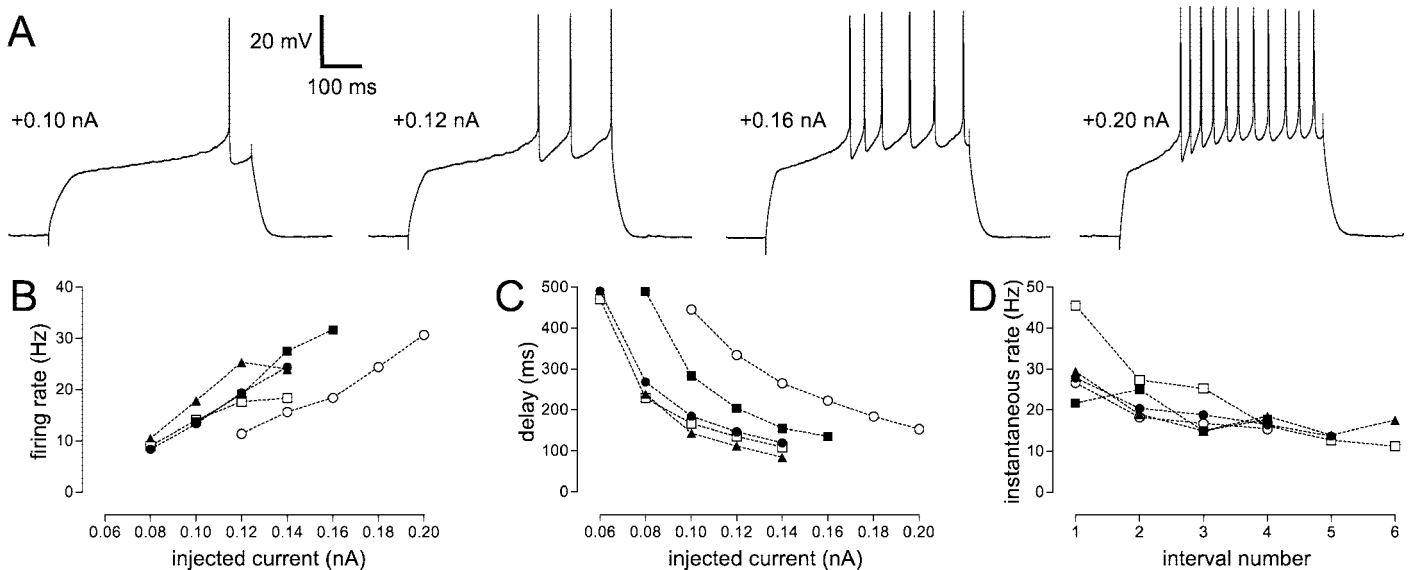 A
20 mV
100 ms
+0.10 nA
+0.12 nA
+0.16 nA
+0.20 nA
B
firing rate (Hz)
40
30
20
10
0
0.06 0.08 0.10 0.12 0.14 0.16 0.18 0.20
injected current (nA)
C
delay (ms)
500
400
300
200
100
0
0.06 0.08 0.10 0.12 0.14 0.16 0.18 0.20
injected current (nA)
D
instantaneous rate (Hz)
50
40
30
20
10
0
1 2 3 4 5 6
interval number